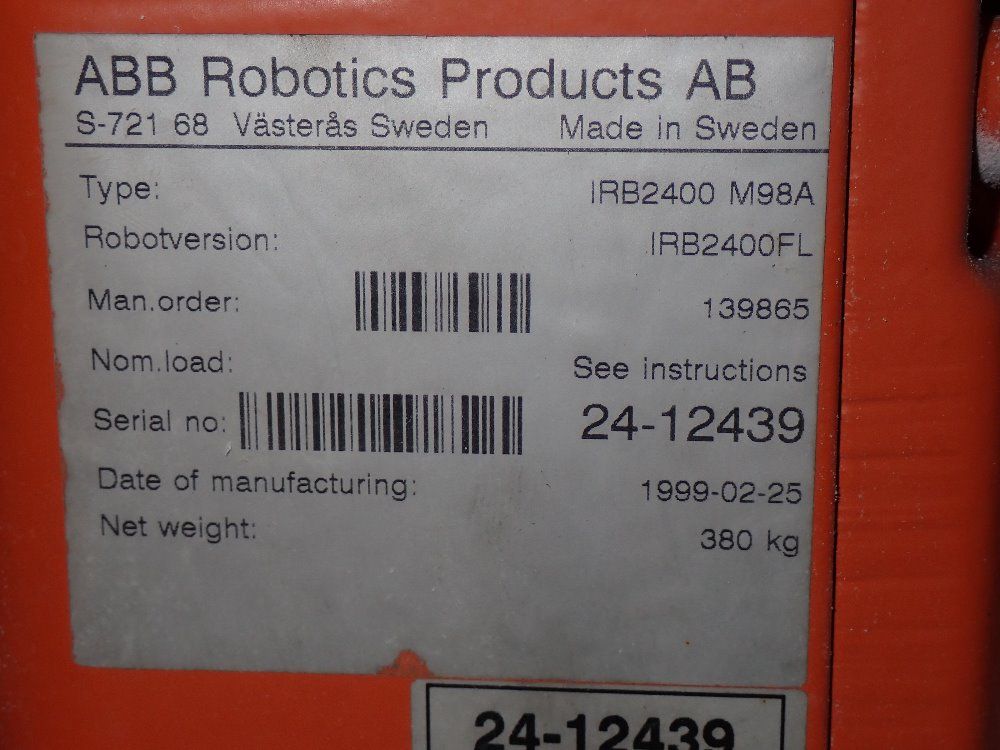 ABB Robotics Products AB
S-721 68 Västerås Sweden Made in Sweden
Type: IRB2400 M98A
Robotversion: IRB2400FL
Man.order: 139865
Nom.load: See instructions
Serial no: 24-12439
Date of manufacturing: 1999-02-25
Net weight: 380 kg
24-12439